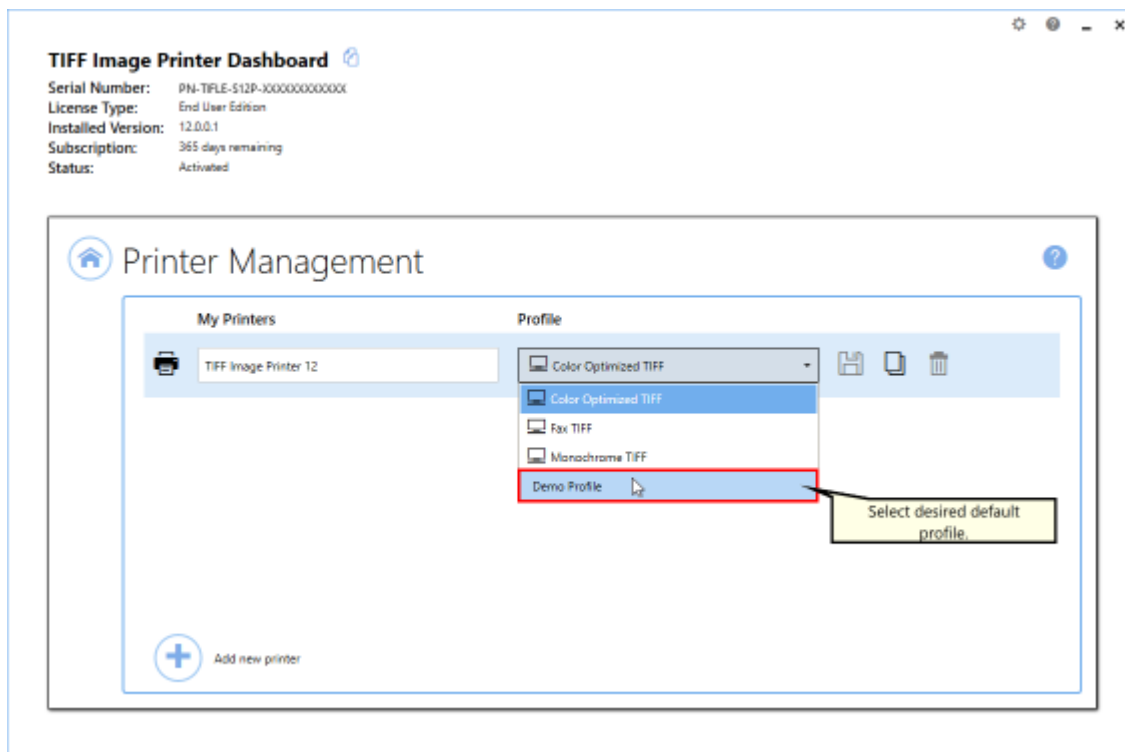 TIFF Image Printer Dashboard
Serial Number: PN-TIFLE-S12P-XXXXXXXXXXXX
License Type: End User Edition
Installed Version: 12.0.0.1
Subscription: 365 days remaining
Status: Activated
Printer Management
My Printers Profile
TIFF Image Printer 12 Color Optimized TIFF
Color Optimized TIFF
Fax TIFF
Monochrome TIFF
Demo Profile
Select desired default
profile.
Add new printer